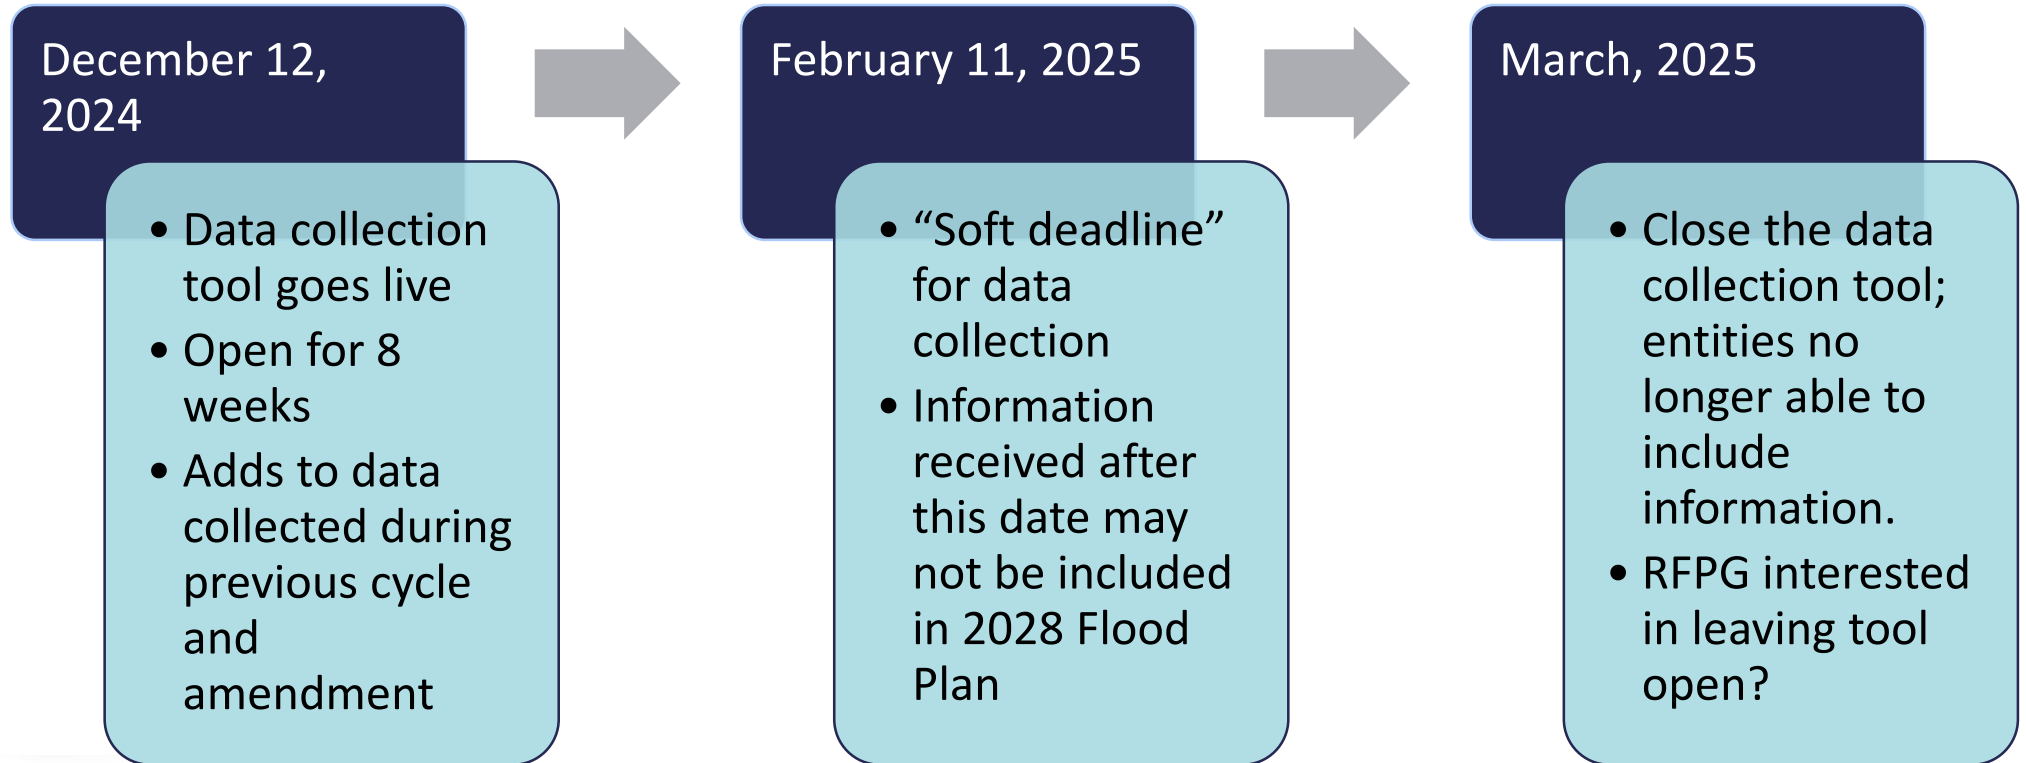 December 12,
2024
• Data collection
tool goes live
• Open for 8
weeks
• Adds to data
collected during
previous cycle
and
amendment
February 11, 2025
• “Soft deadline”
for data
collection
• Information
received after
this date may
not be included
in 2028 Flood
Plan
March, 2025
• Close the data
collection tool;
entities no
longer able to
include
information.
• RFPG interested
in leaving tool
open?